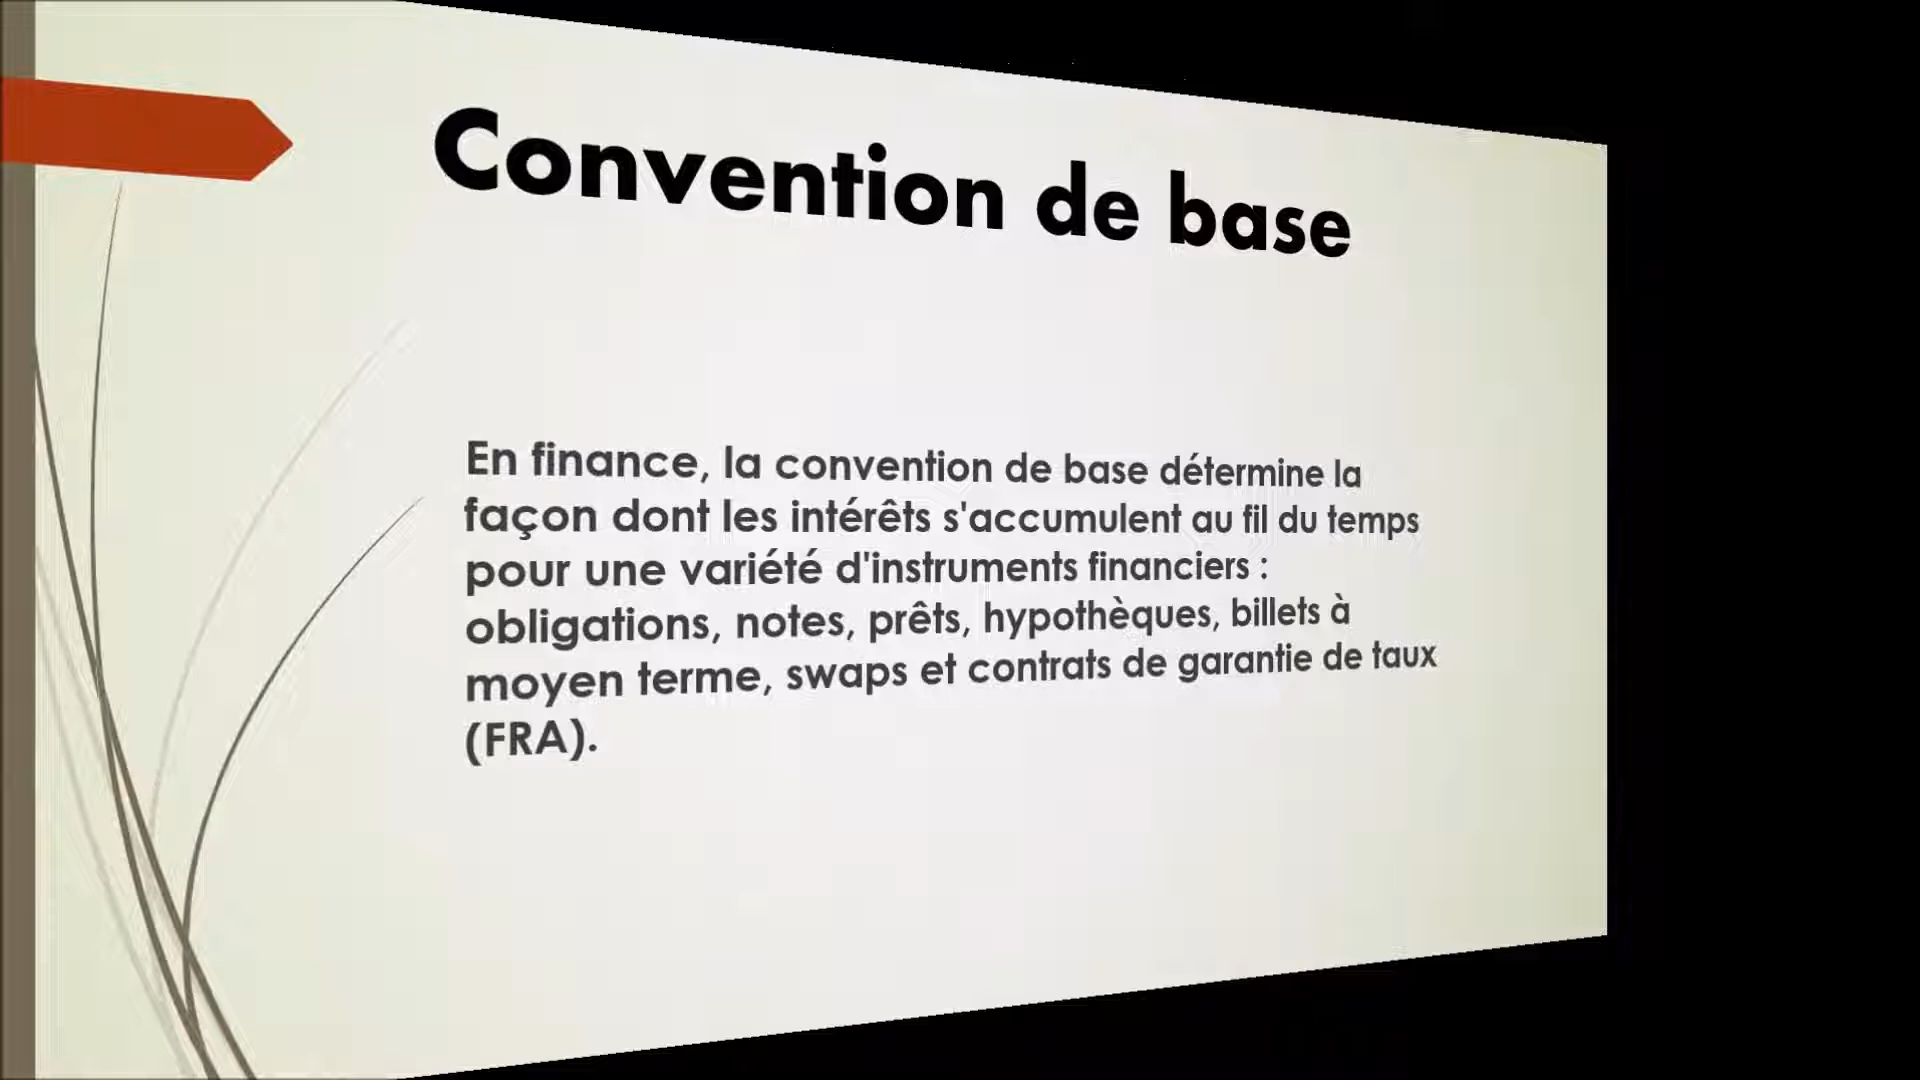 Convention de base
En finance, la convention de base détermine la
façon dont les intérêts s'accumulent au fil du temps
pour une variété d'instruments financiers :
obligations, notes, prêts, hypothèques, billets à
moyen terme, swaps et contrats de garantie de taux
(FRA).